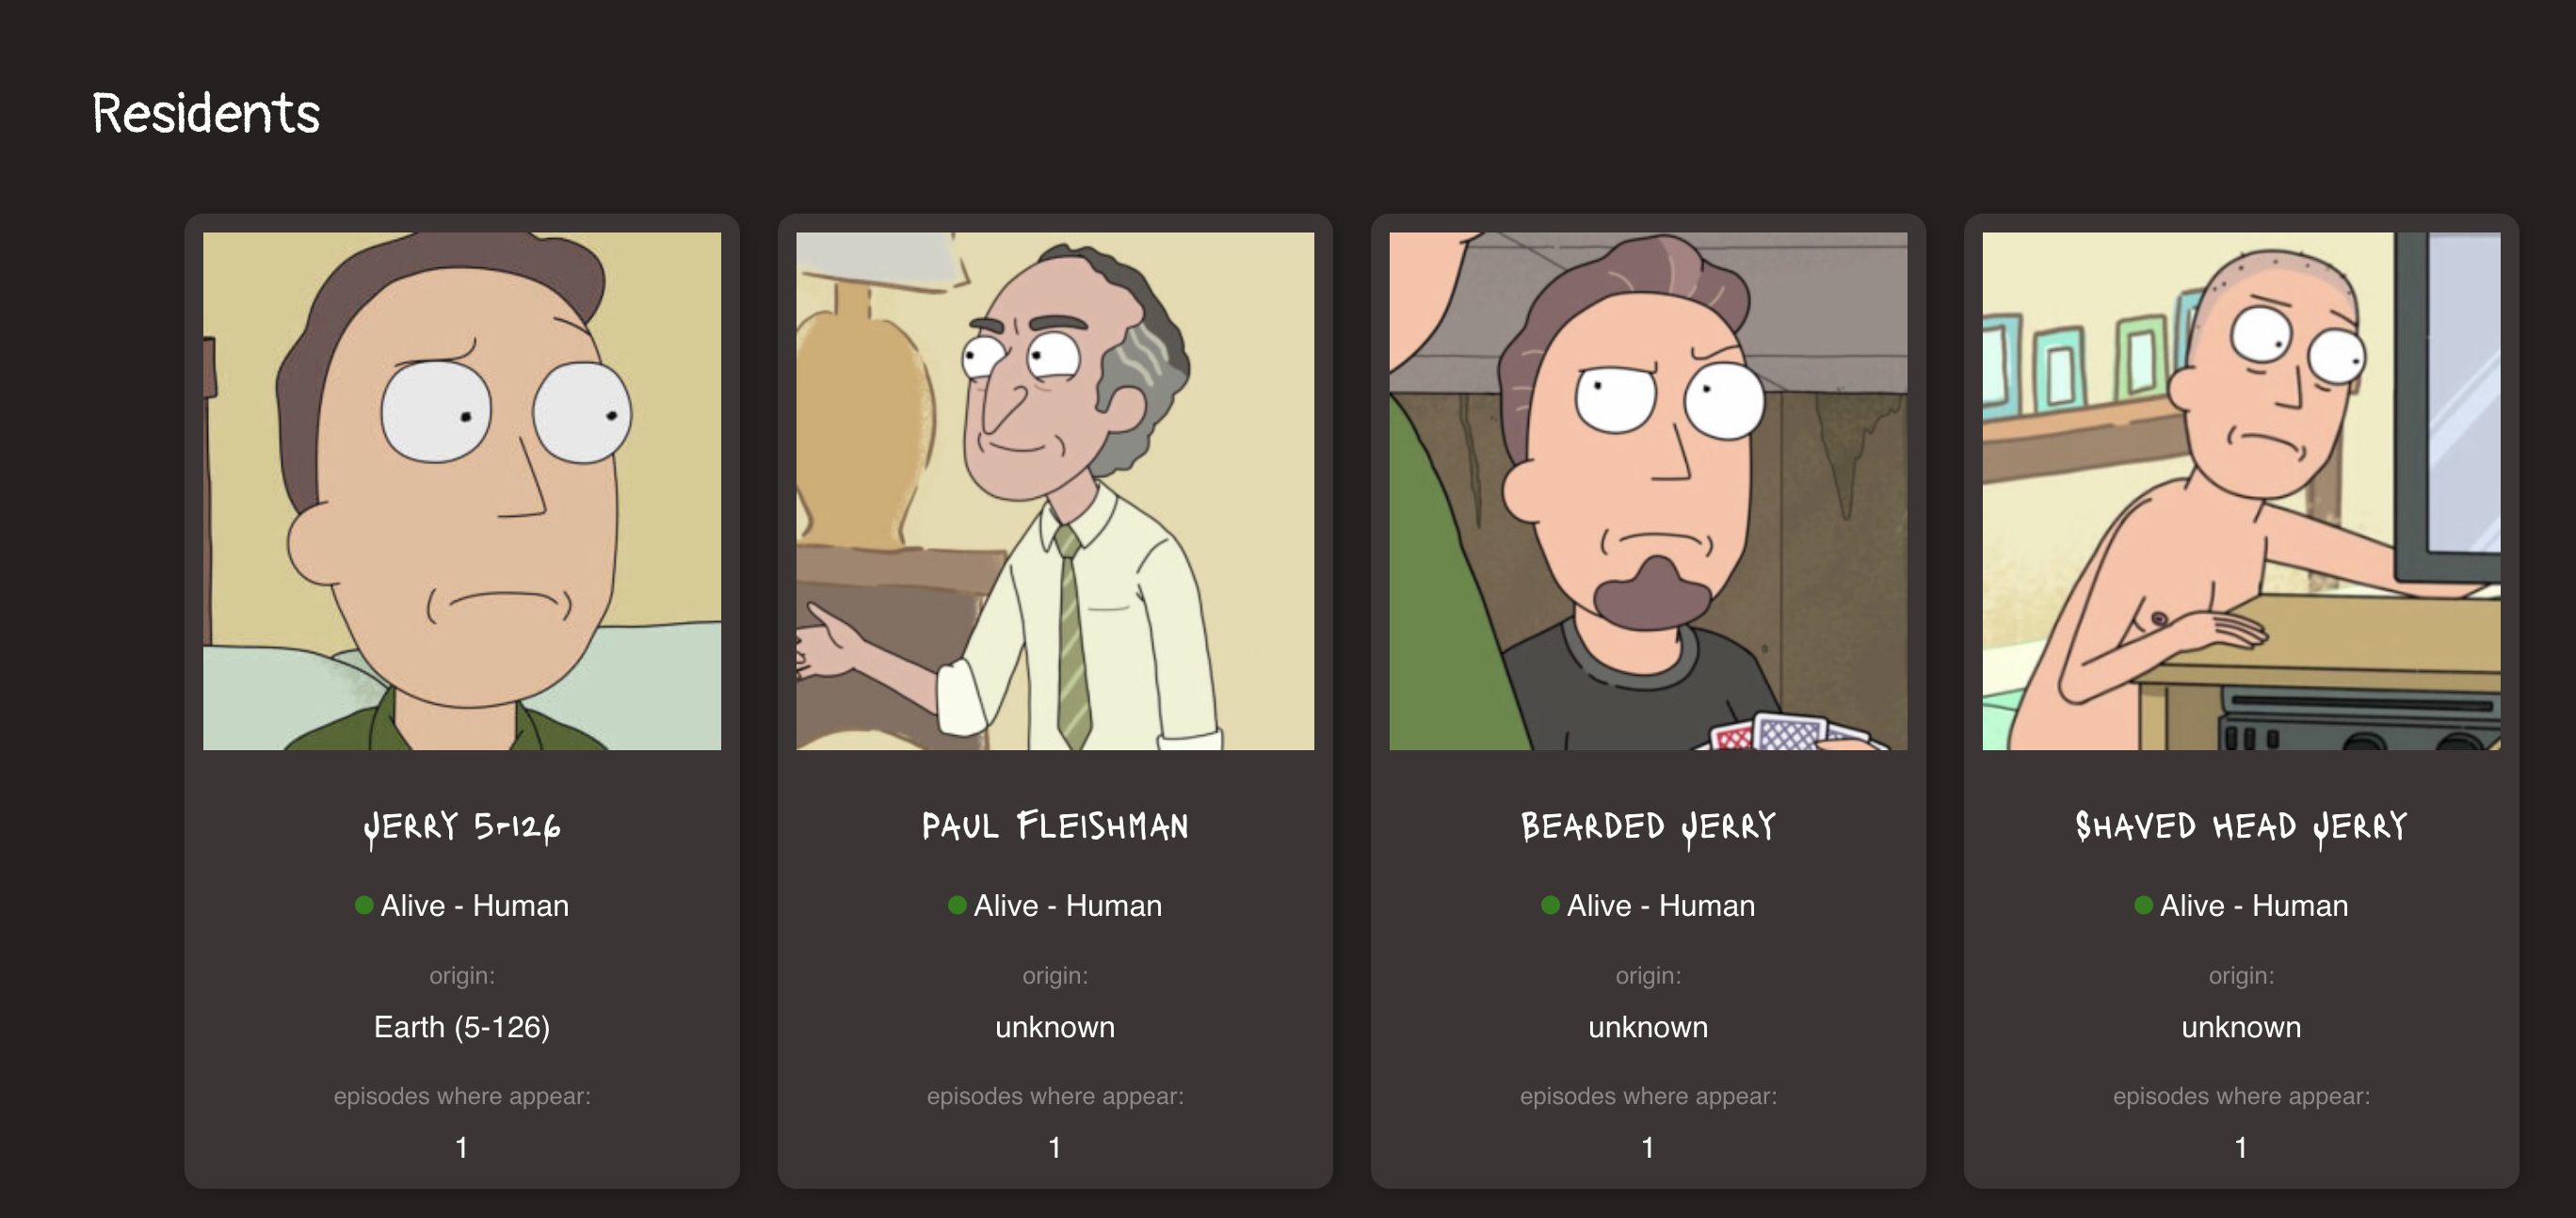 Residents
JERRY 5-126
Alive - Human
origin:
Earth (5-126)
episodes where appear:
1
PAUL FLEISHMAN
Alive - Human
origin:
unknown
episodes where appear:
1
BEARDED JERRY
Alive - Human
origin:
unknown
episodes where appear:
1
SHAVED HEAD JERRY
Alive - Human
origin:
unknown
episodes where appear:
1